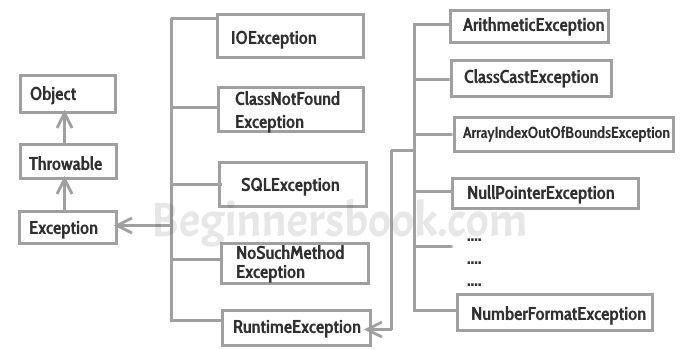 Object
Throwable
Exception
IOException
ClassNotFound
Exception
SQLException
NoSuchMethod
Exception
RuntimeException
ArithmeticException
ClassCastException
ArrayIndexOutOfBoundsException
NullPointerException
....
....
....
NumberFormatException
Beginnersbook.com